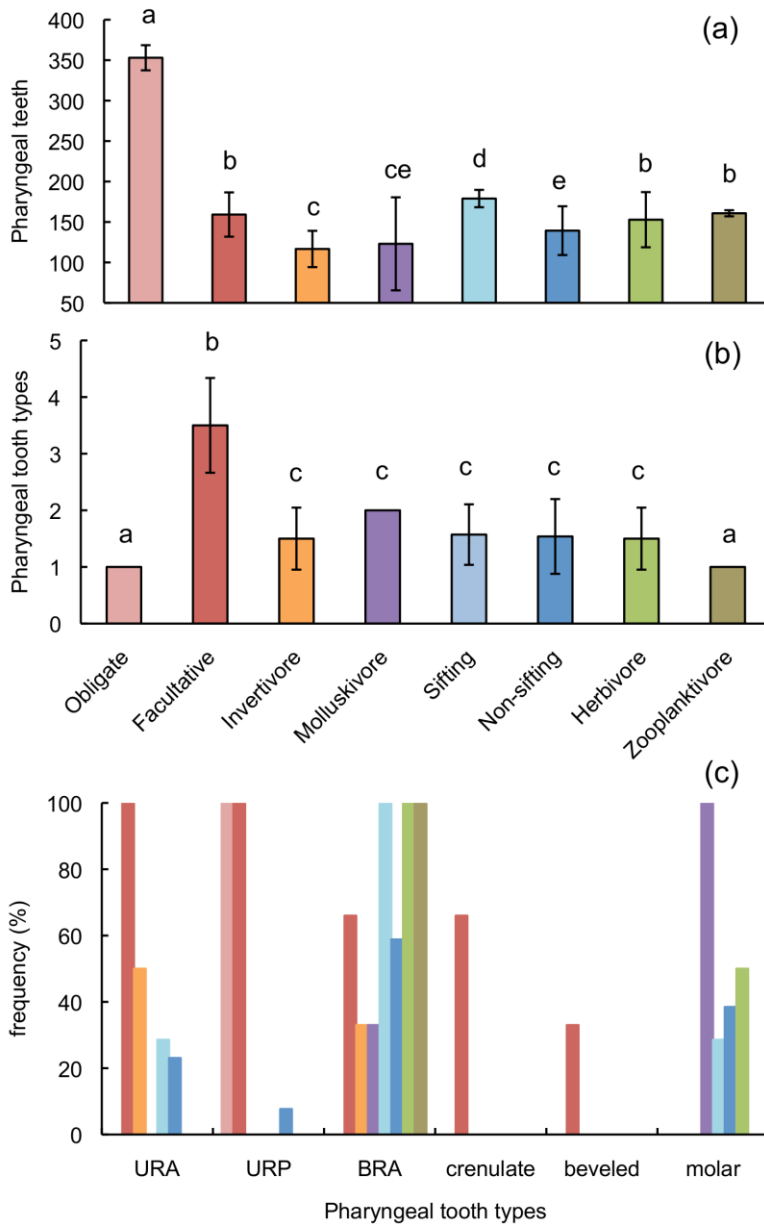 (a)
Pharyngeal teeth
400
350
300
250
200
150
100
50
a
b
c
ce
d
e
b
b
(b)
Pharyngeal tooth types
5
4
3
2
1
0
a
b
c
c
c
c
c
a
Obligate
Facultative
Invertivore
Molluskivore
Sifting
Non-sifting
Herbivore
Zooplanktivore
(c)
frequency (%)
100
80
60
40
20
0
URA URP BRA crenulate beveled molar
Pharyngeal tooth types